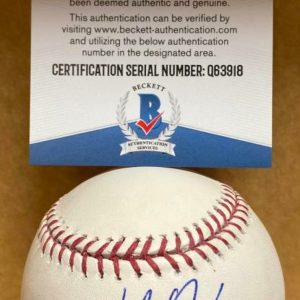 been deemed authentic and genuine.
This authentication can be verified by
visiting www.beckett-authentication.com
and utilizing the below authentication
number in the designated area.
CERTIFICATION SERIAL NUMBER: Q63918
BECKETT
B
AUTHENTICATION
SERVICES